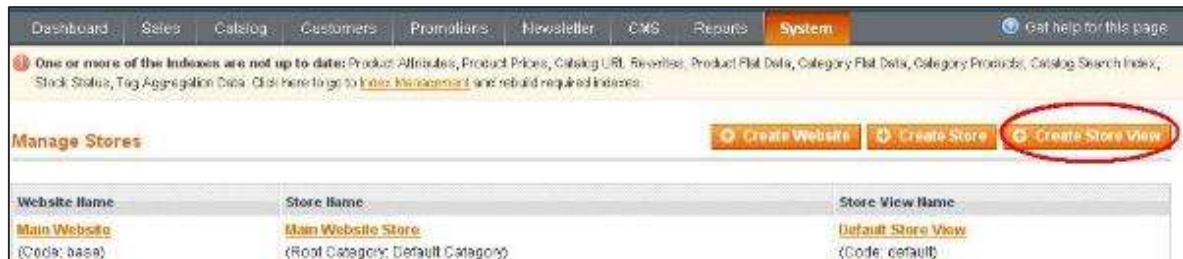 Dashboard Sales Catalog Customers Promotions Newsletter CMS Reports System Get help for this page
One or more of the Indexes are not up to date: Product Attributes, Product Prices, Catalog URL Rewrites, Product Flat Data, Category Flat Data, Category Products, Catalog Search Index,
Stock Status, Tag Aggregation Data. Click here to go to Index Management and rebuild required indexes.
Manage Stores Create Website Create Store Create Store View
Website Name Store Name Store View Name
Main Website Main Website Store Default Store View
(Code: base) (Root Category: Default Category) (Code: default)